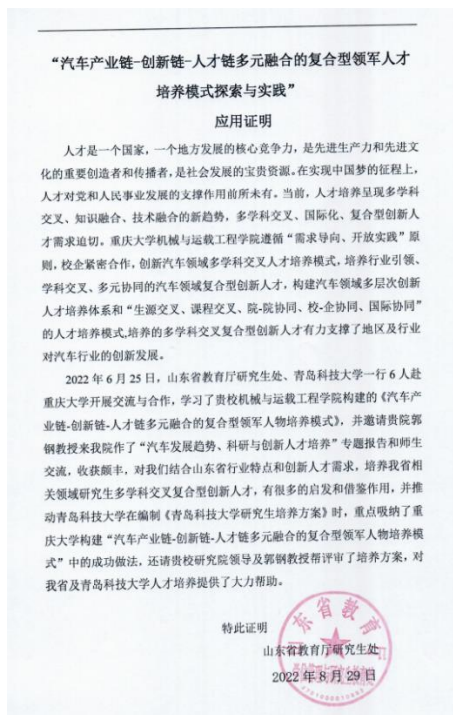 “汽车产业链-创新链-人才链多元融合的复合型领军人才
培养模式探索与实践”
应用证明
人才是一个国家，一个地方发展的核心竞争力，是先进生产力和先进文
化的重要创造者和传播者，是社会发展的宝贵资源。在实现中国梦的征程上，
人才对党和人民事业发展的支撑作用前所未有。当前，人才培养呈现多学科
交叉、知识融合、技术融合的新趋势，多学科交叉、国际化、复合型创新人
才需求迫切。重庆大学机械与运载工程学院遵循“需求导向、开放实践”原
则，校企紧密合作，创新汽车领域多学科交叉人才培养模式，培养行业引领、
学科交叉、多元协同的汽车领域复合型创新人才，构建汽车领域多层次创新
人才培养体系和“生源交叉、课程交叉、院-院协同、校-企协同、国际协同”
的人才培养模式,培养的多学科交叉复合型创新人才有力支撑了地区及行业
对汽车行业的创新发展。
2022 年 6 月 25 日，山东省教育厅研究生处、青岛科技大学一行 6 人赴
重庆大学开展交流与合作，学习了贵校机械与运载工程学院构建的《汽车产
业链-创新链-人才链多元融合的复合型领军人物培养模式》，并邀请贵院郭
钢教授来我院作了“汽车发展趋势、科研与创新人才培养”专题报告和师生
交流，收获颇丰，对我们结合山东省行业特点和创新人才需求，培养我省相
关领域研究生多学科交叉复合型创新人才，有很多的启发和借鉴作用，并推
动青岛科技大学在编制《青岛科技大学研究生培养方案》时，重点吸纳了重
庆大学构建“汽车产业链-创新链-人才链多元融合的复合型领军人物培养模
式”中的成功做法，还请贵校研究院领导及郭钢教授帮评审了培养方案，对
我省及青岛科技大学人才培养提供了大力帮助。
特此证明
山东省教育厅
山东省教育厅研究生处
2022 年 8 月 29 日